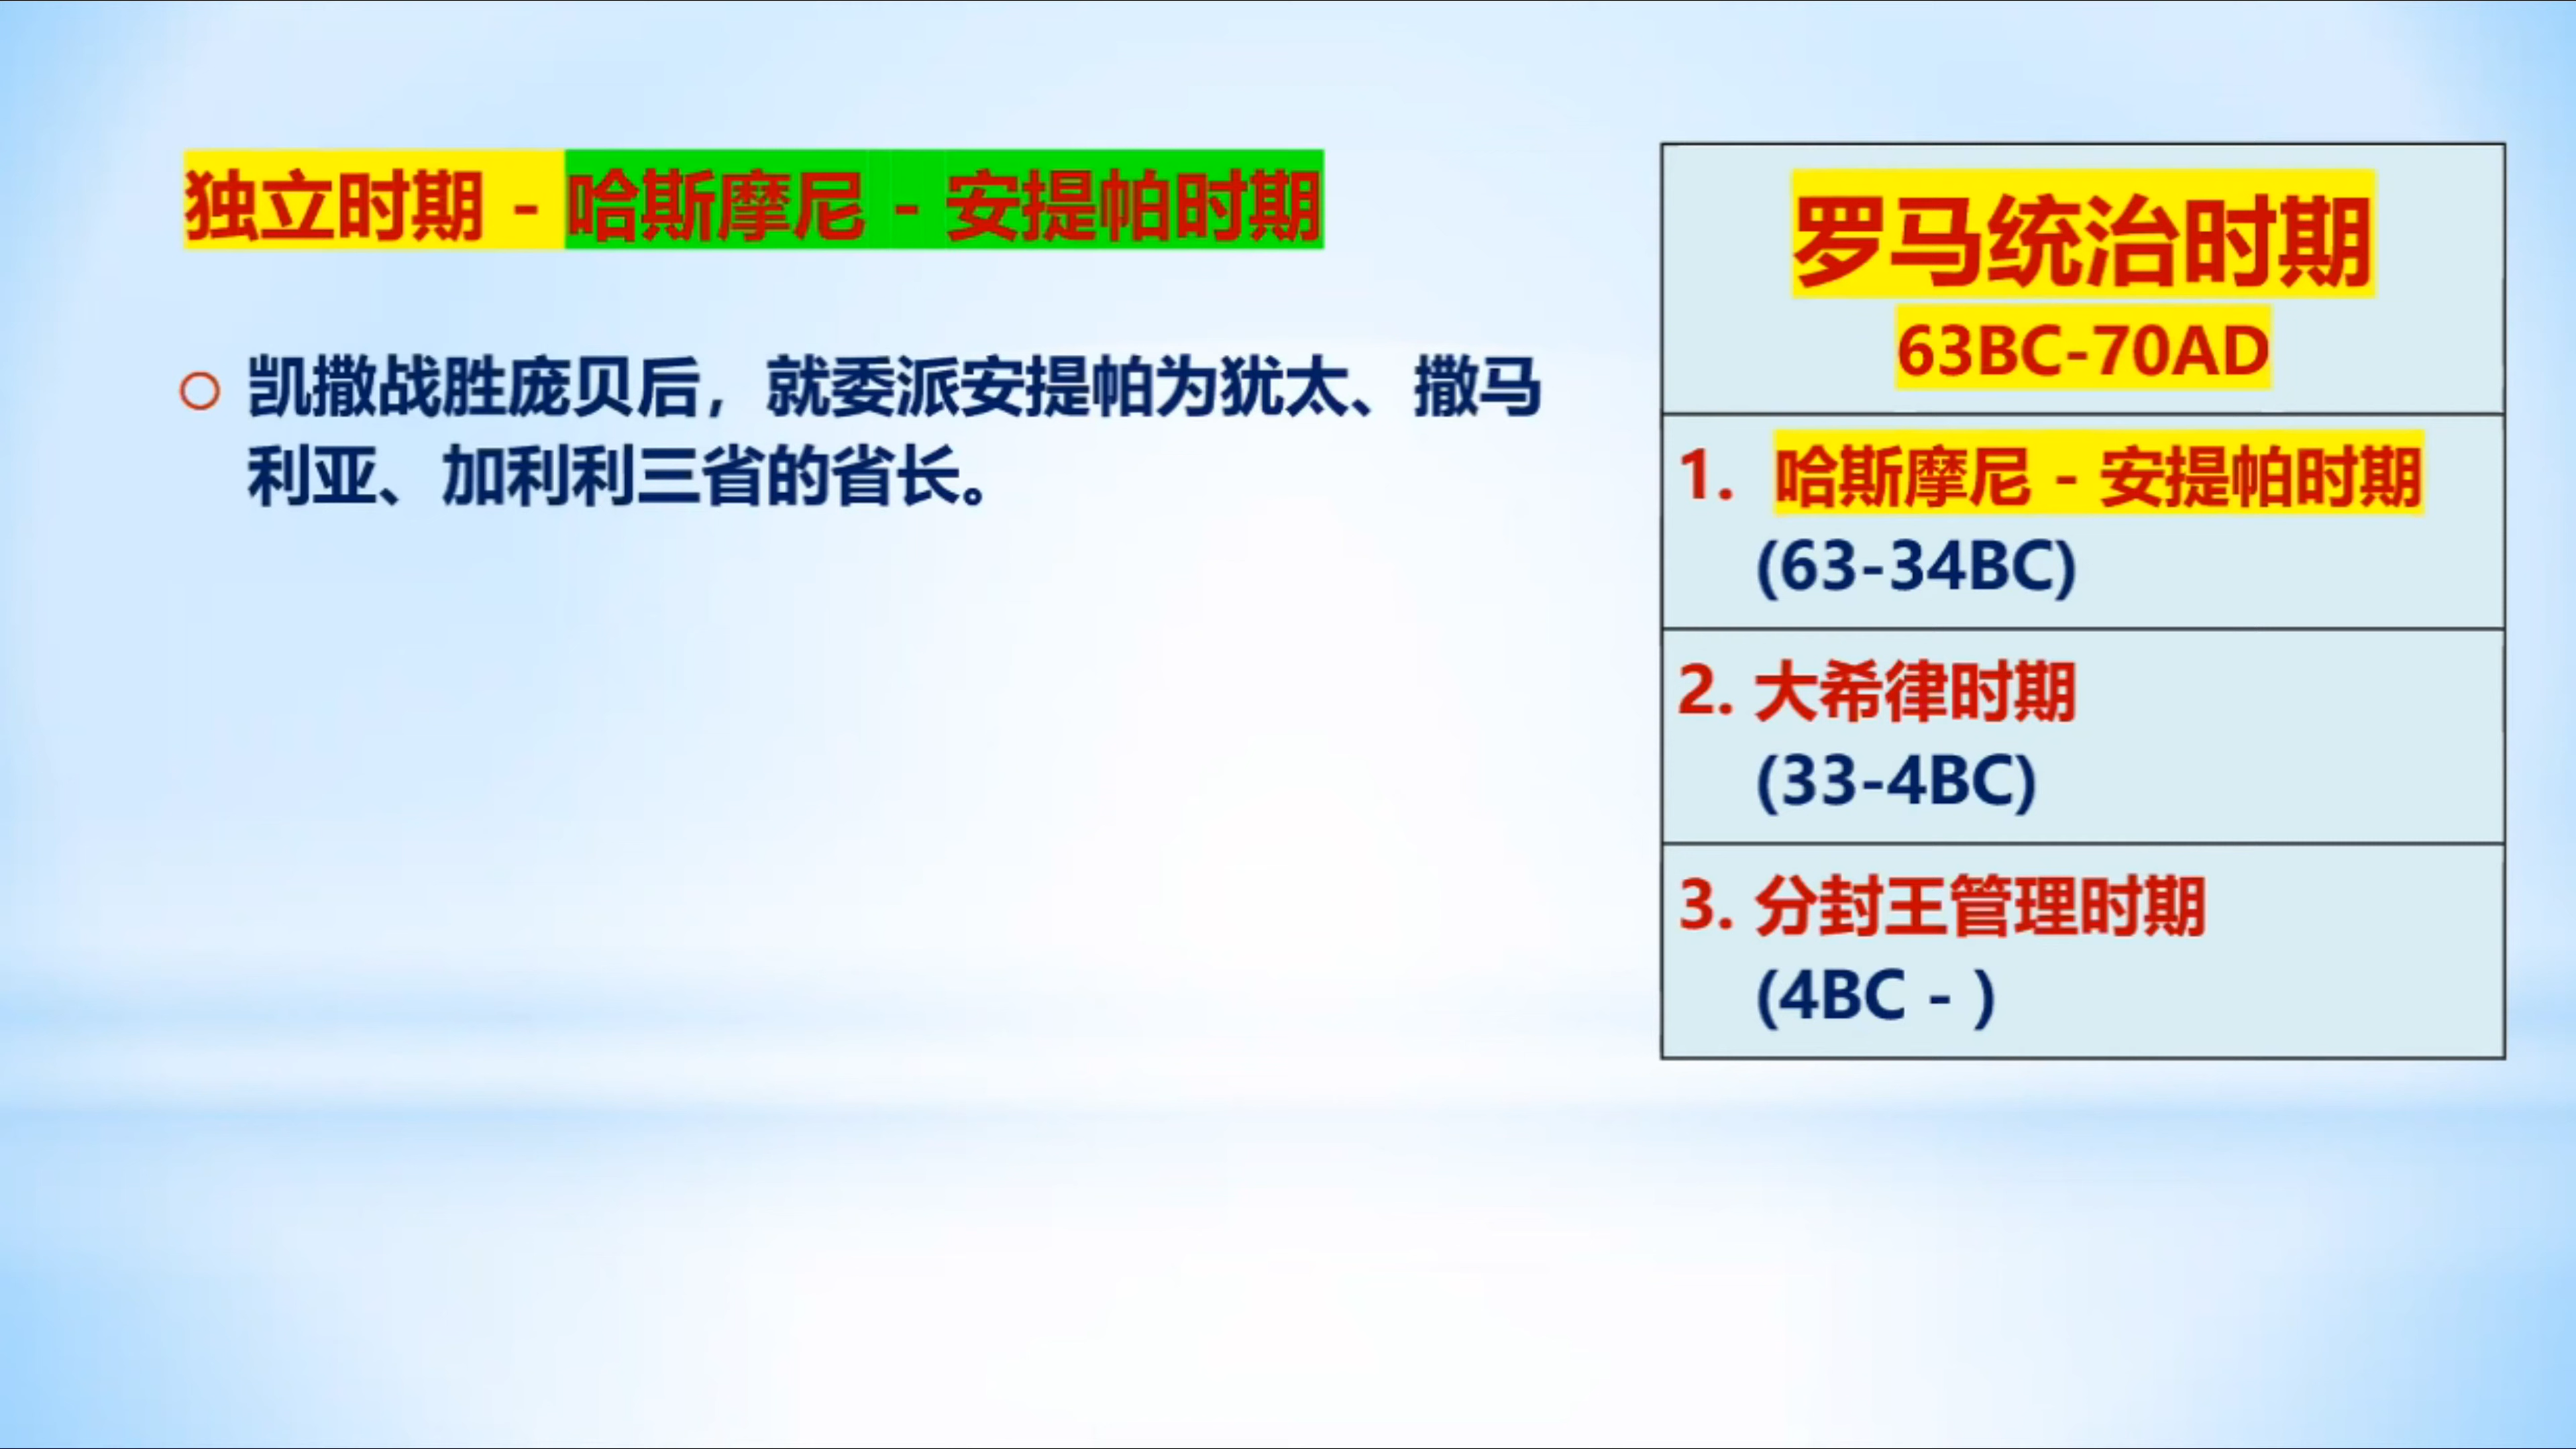 独立时期 - 哈斯摩尼 - 安提帕时期
凯撒战胜庞贝后，就委派安提帕为犹太、撒马
利亚、加利利三省的省长。
罗马统治时期
63BC-70AD
1. 哈斯摩尼 - 安提帕时期
(63-34BC)
2. 大希律时期
(33-4BC)
3. 分封王管理时期
(4BC - )